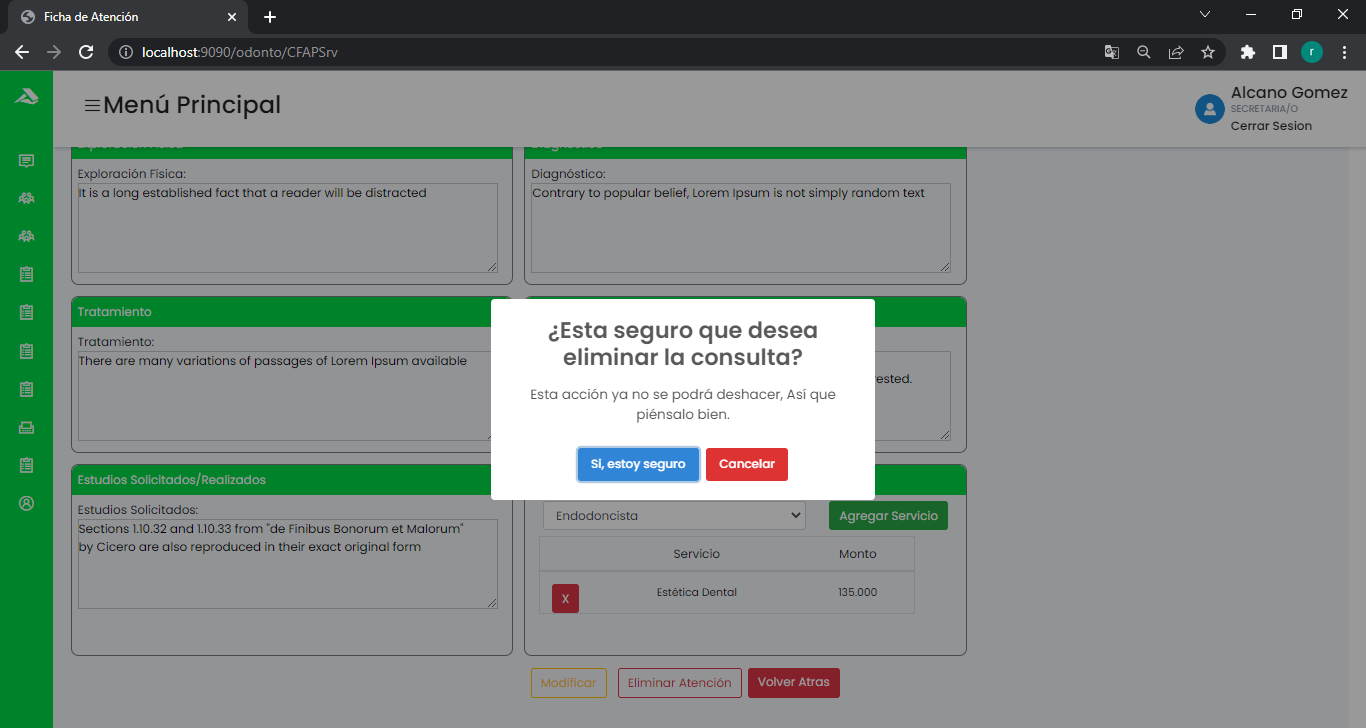 Ficha de Atención
localhost:9090/odonto/CFAPSrv
r
Menú Principal
Alcano Gomez
SECRETARIA/O
Cerrar Sesion
Exploración Física:
It is a long established fact that a reader will be distracted
Diagnóstico:
Contrary to popular belief, Lorem Ipsum is not simply random text
Tratamiento
Tratamiento:
There are many variations of passages of Lorem Ipsum available
¿Esta seguro que desea
eliminar la consulta?
Esta acción ya no se podrá deshacer, Así que
piénsalo bien.
Si, estoy seguro
Cancelar
Estudios Solicitados/Realizados
Estudios Solicitados:
Sections 1.10.32 and 1.10.33 from "de Finibus Bonorum et Malorum"
by Cicero are also reproduced in their exact original form
Endodoncista
Agregar Servicio
Servicio Monto
X Estética Dental 135.000
Modificar
Eliminar Atención
Volver Atras